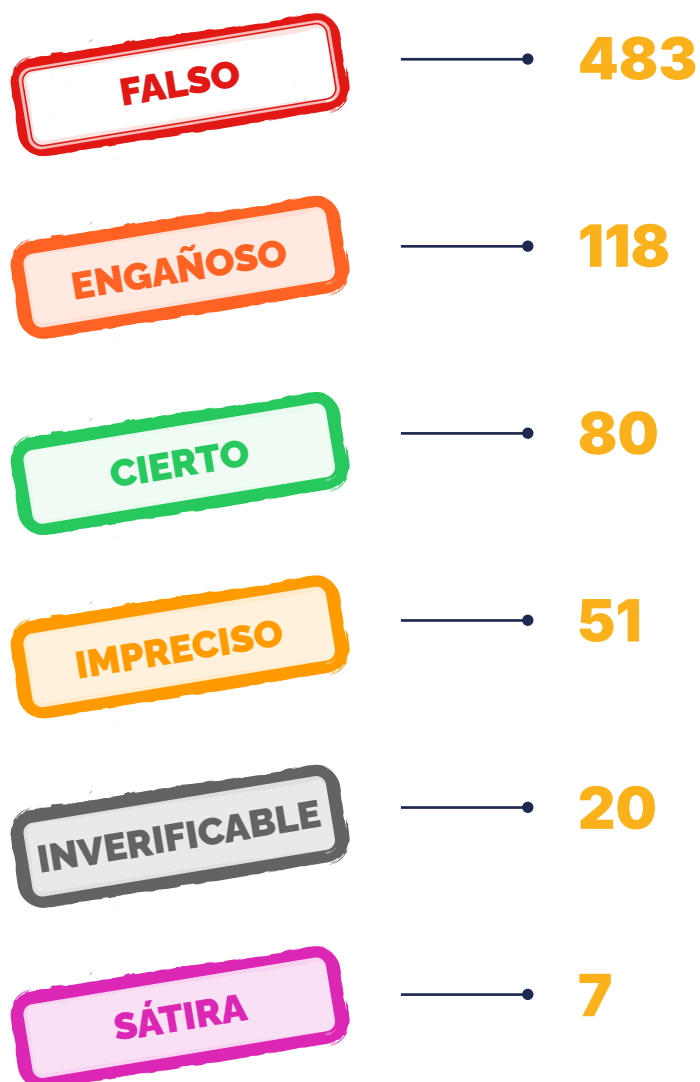 FALSO 483
ENGAÑOSO 118
CIERTO 80
IMPRECISO 51
INVERIFICABLE 20
SÁTIRA 7